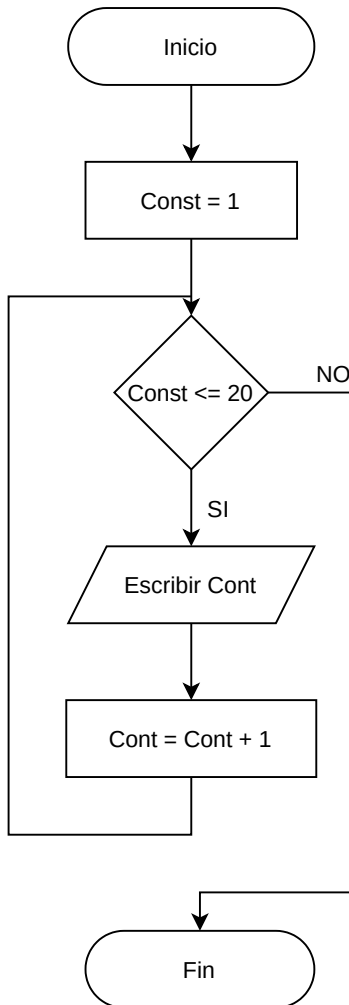 Inicio
Const = 1
Const <= 20
NO
SI
Escribir Cont
Cont = Cont + 1
Fin